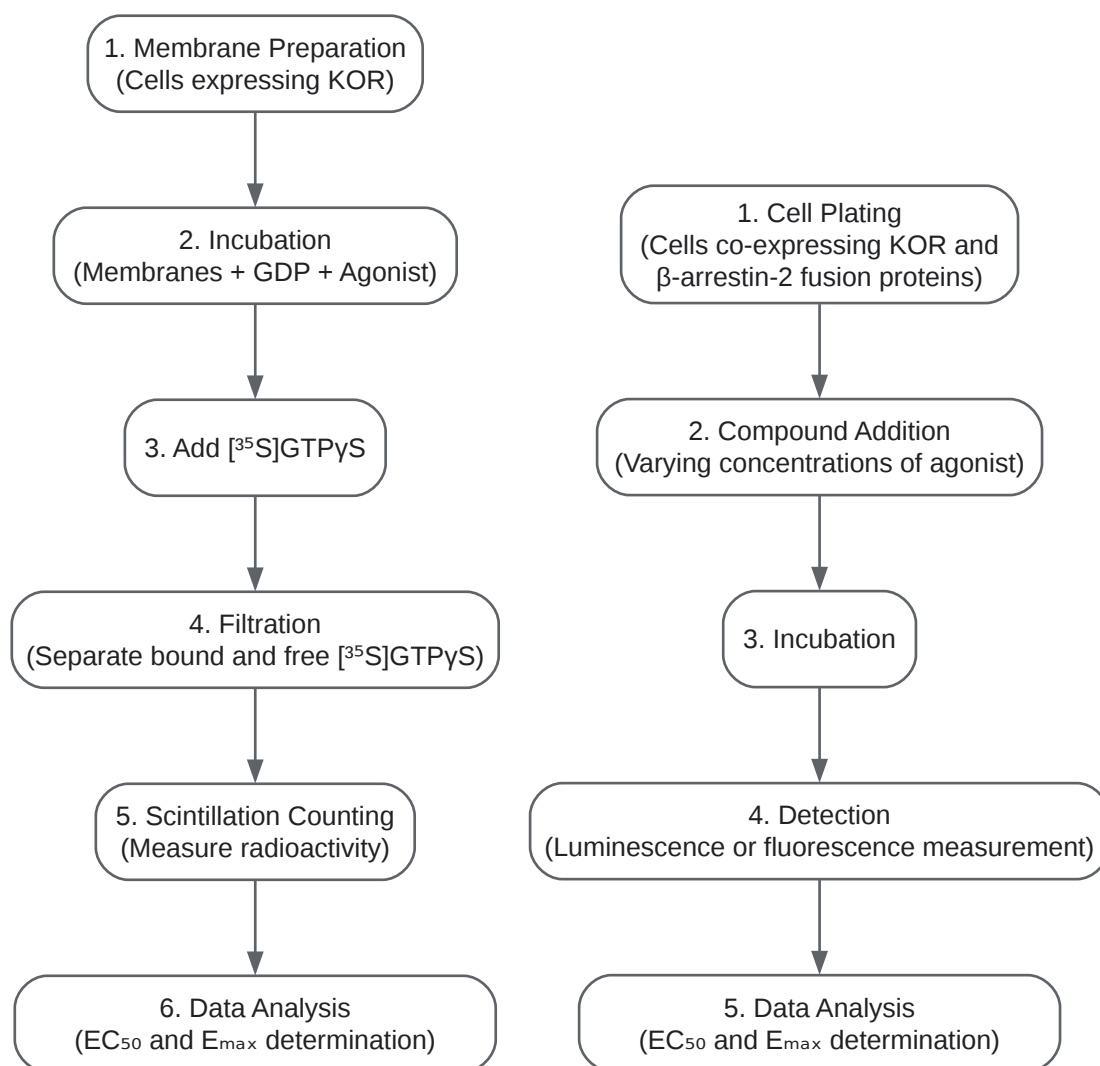 1. Membrane Preparation
(Cells expressing KOR)
2. Incubation
(Membranes + GDP + Agonist)
3. Add [³⁵S]GTPγS
4. Filtration
(Separate bound and free [³⁵S]GTPγS)
5. Scintillation Counting
(Measure radioactivity)
6. Data Analysis
(EC₅₀ and Eₘₐₓ determination)
1. Cell Plating
(Cells co-expressing KOR and
β-arrestin-2 fusion proteins)
2. Compound Addition
(Varying concentrations of agonist)
3. Incubation
4. Detection
(Luminescence or fluorescence measurement)
5. Data Analysis
(EC₅₀ and Eₘₐₓ determination)